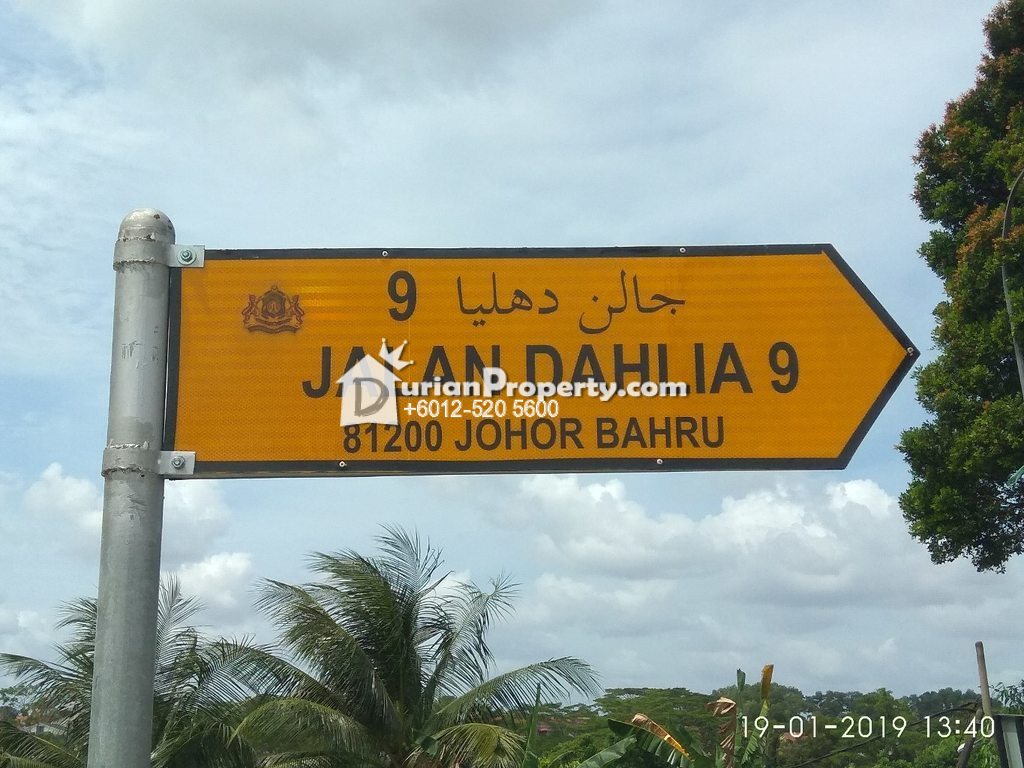 جالن دهليا 9
JALAN DAHLIA 9
DurianProperty.com
+6012-520 5600
81200 JOHOR BAHRU
19-01-2019 13:40